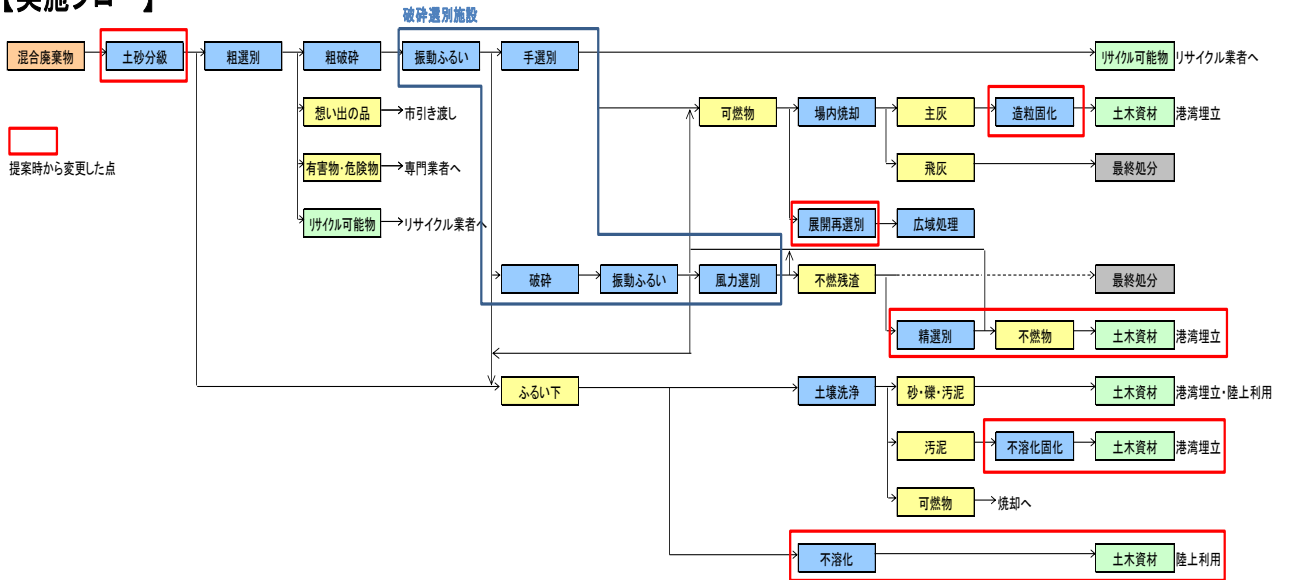 【実施フロー】
破砕選別施設
混合廃棄物
土砂分級
粗選別
粗破砕
振動ふるい
手選別
リサイクル可能物
リサイクル業者へ
想い出の品
市引き渡し
可燃物
場内焼却
主灰
造粒固化
土木資材
港湾埋立
提案時から変更した点
有害物・危険物
専門業者へ
飛灰
最終処分
リサイクル可能物
リサイクル業者へ
展開再選別
広域処理
破砕
振動ふるい
風力選別
不燃残渣
最終処分
精選別
不燃物
土木資材
港湾埋立
ふるい下
土壌洗浄
砂・礫・汚泥
土木資材
港湾埋立・陸上利用
汚泥
不溶化固化
土木資材
港湾埋立
可燃物
焼却へ
不溶化
土木資材
陸上利用